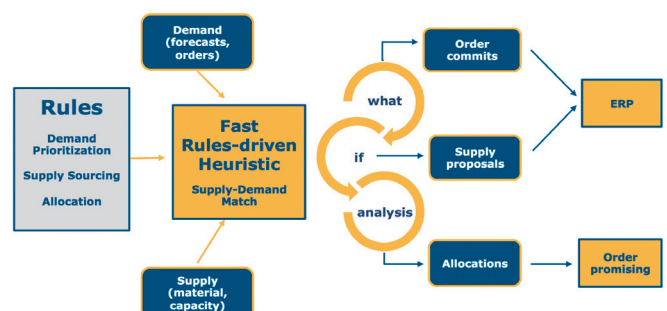 Demand
(forecasts,
orders)
Rules
Demand
Prioritization
Supply Sourcing
Allocation
Fast
Rules-driven
Heuristic
Supply-Demand
Match
Supply
(material,
capacity)
what
if
analysis
Order
commits
Supply
proposals
Allocations
ERP
Order
promising